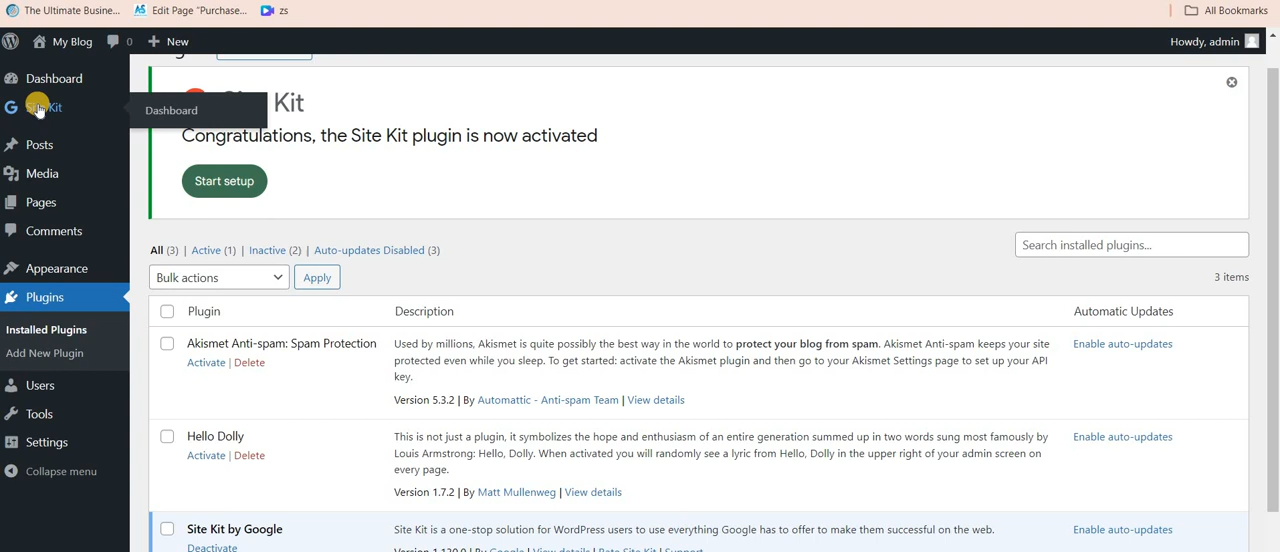 The Ultimate Busine...
Edit Page "Purchase...
zs
All Bookmarks
My Blog
0
New
Howdy, admin
Dashboard
Site Kit
Dashboard
Kit
Congratulations, the Site Kit plugin is now activated
Start setup
Posts
Media
Pages
Comments
Appearance
Plugins
Installed Plugins
Add New Plugin
Users
Tools
Settings
Collapse menu
All (3) | Active (1) | Inactive (2) | Auto-updates Disabled (3)
Search installed plugins...
Bulk actions
Apply
3 items
Plugin
Description
Automatic Updates
Akismet Anti-spam: Spam Protection
Activate | Delete
Used by millions, Akismet is quite possibly the best way in the world to protect your blog from spam. Akismet Anti-spam keeps your site
protected even while you sleep. To get started: activate the Akismet plugin and then go to your Akismet Settings page to set up your API
key.
Version 5.3.2 | By Automattic - Anti-spam Team | View details
Enable auto-updates
Hello Dolly
Activate | Delete
This is not just a plugin, it symbolizes the hope and enthusiasm of an entire generation summed up in two words sung most famously by
Louis Armstrong: Hello, Dolly. When activated you will randomly see a lyric from Hello, Dolly in the upper right of your admin screen on
every page.
Version 1.7.2 | By Matt Mullenweg | View details
Enable auto-updates
Site Kit by Google
Deactivate
Site Kit is a one-stop solution for WordPress users to use everything Google has to offer to make them successful on the web.
Enable auto-updates